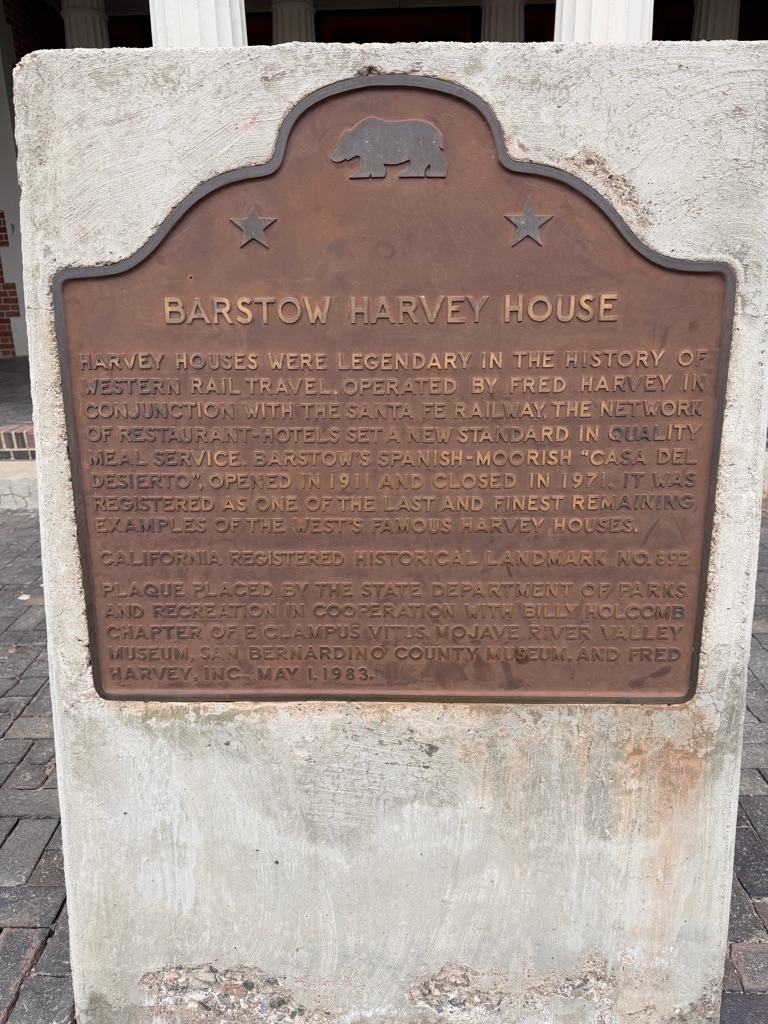 BARSTOW HARVEY HOUSE
HARVEY HOUSES WERE LEGENDARY IN THE HISTORY OF
WESTERN RAIL TRAVEL. OPERATED BY FRED HARVEY IN
CONJUNCTION WITH THE SANTA FE RAILWAY, THE NETWORK
OF RESTAURANT-HOTELS SET A NEW STANDARD IN QUALITY
MEAL SERVICE. BARSTOW'S SPANISH-MOORISH "CASA DEL
DESIERTO", OPENED IN 1911 AND CLOSED IN 1971. IT WAS
REGISTERED AS ONE OF THE LAST AND FINEST REMAINING
EXAMPLES OF THE WEST'S FAMOUS HARVEY HOUSES.
CALIFORNIA REGISTERED HISTORICAL LANDMARK NO. 892
PLAQUE PLACED BY THE STATE DEPARTMENT OF PARKS
AND RECREATION IN COOPERATION WITH BILLY HOLCOMB
CHAPTER OF E CLAMPUS VITUS, MOJAVE RIVER VALLEY
MUSEUM, SAN BERNARDINO COUNTY MUSEUM, AND FRED
HARVEY, INC. MAY 1, 1983.